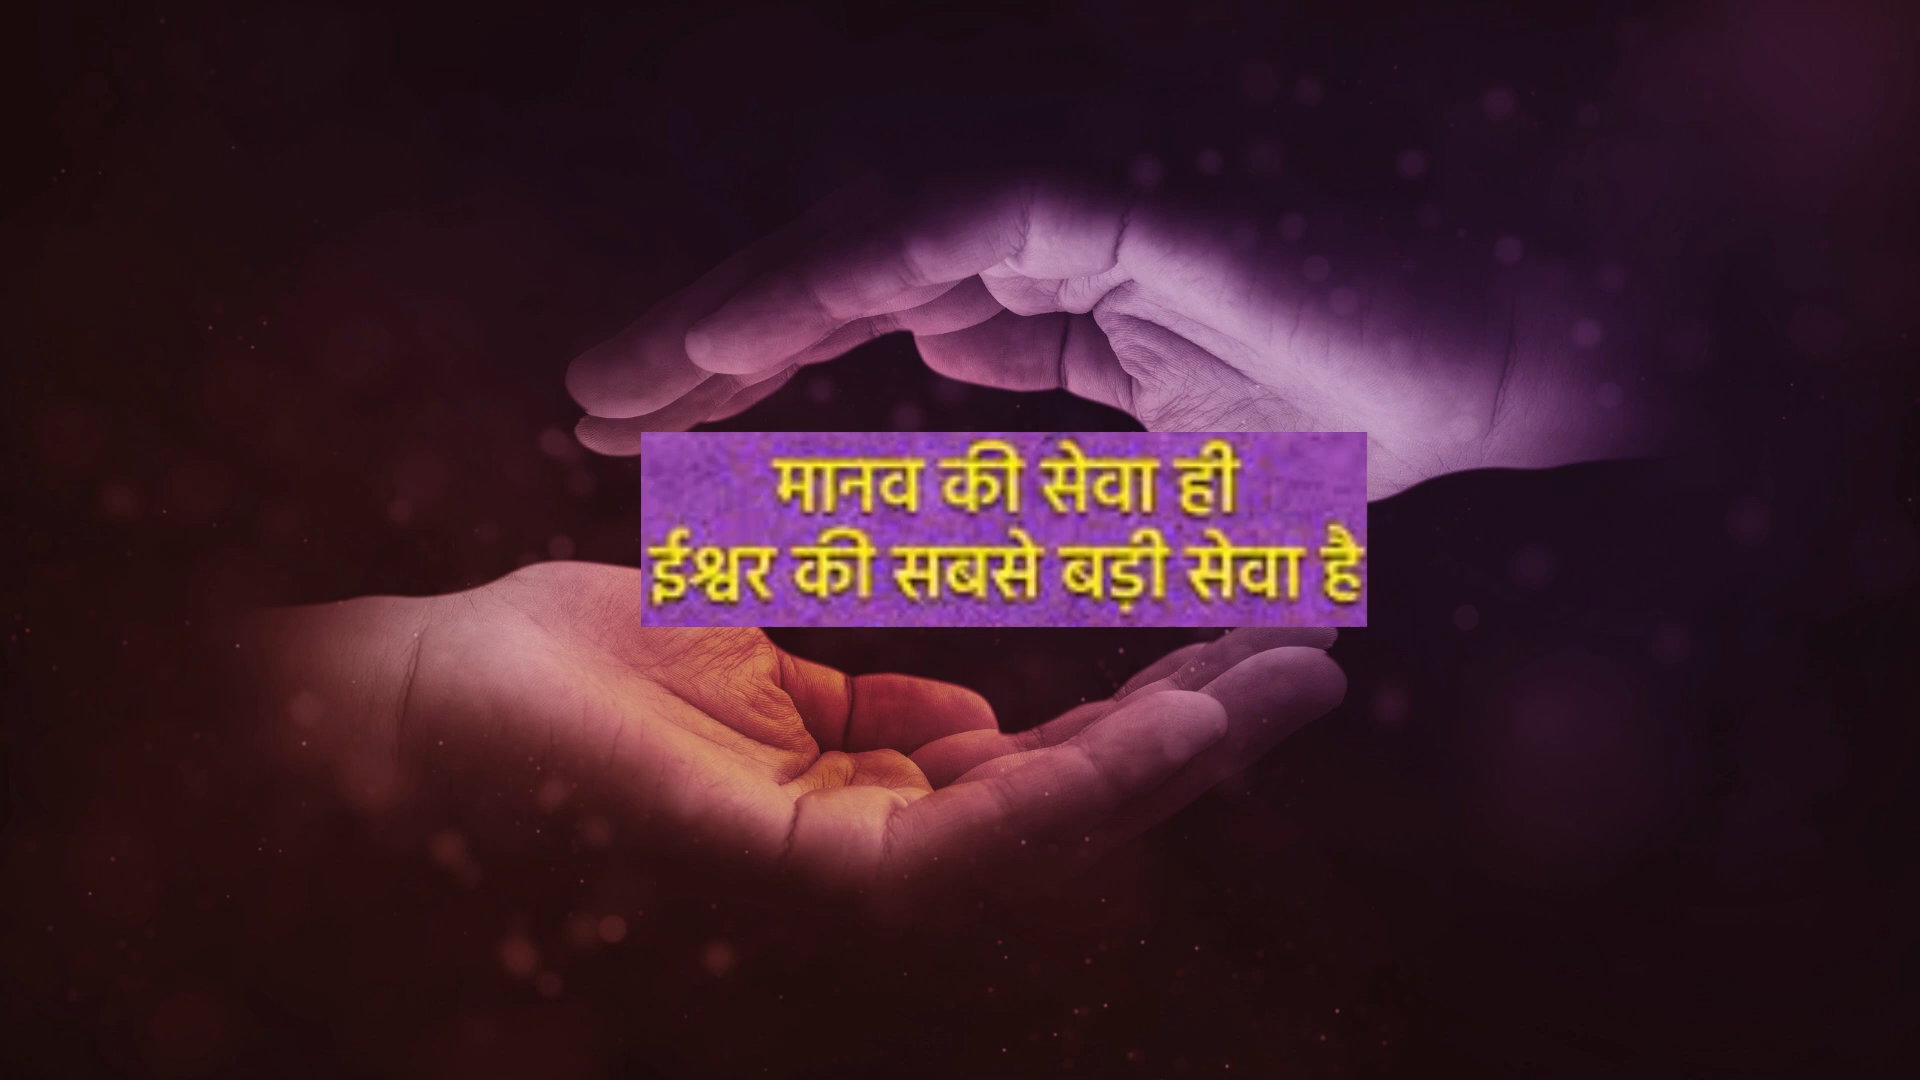 मानव की सेवा ही
ईश्वर की सबसे बड़ी सेवा है